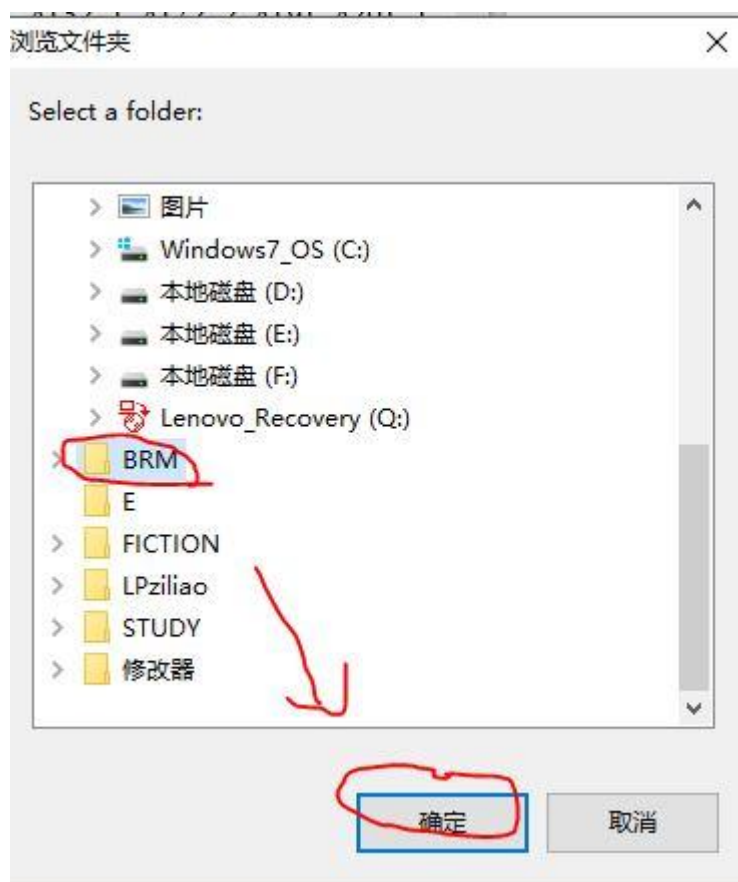 浏览文件夹
Select a folder:
图片
Windows7_OS (C:)
本地磁盘 (D:)
本地磁盘 (E:)
本地磁盘 (F:)
Lenovo_Recovery (Q:)
BRM
E
FICTION
LPziliao
STUDY
修改器
确定 取消